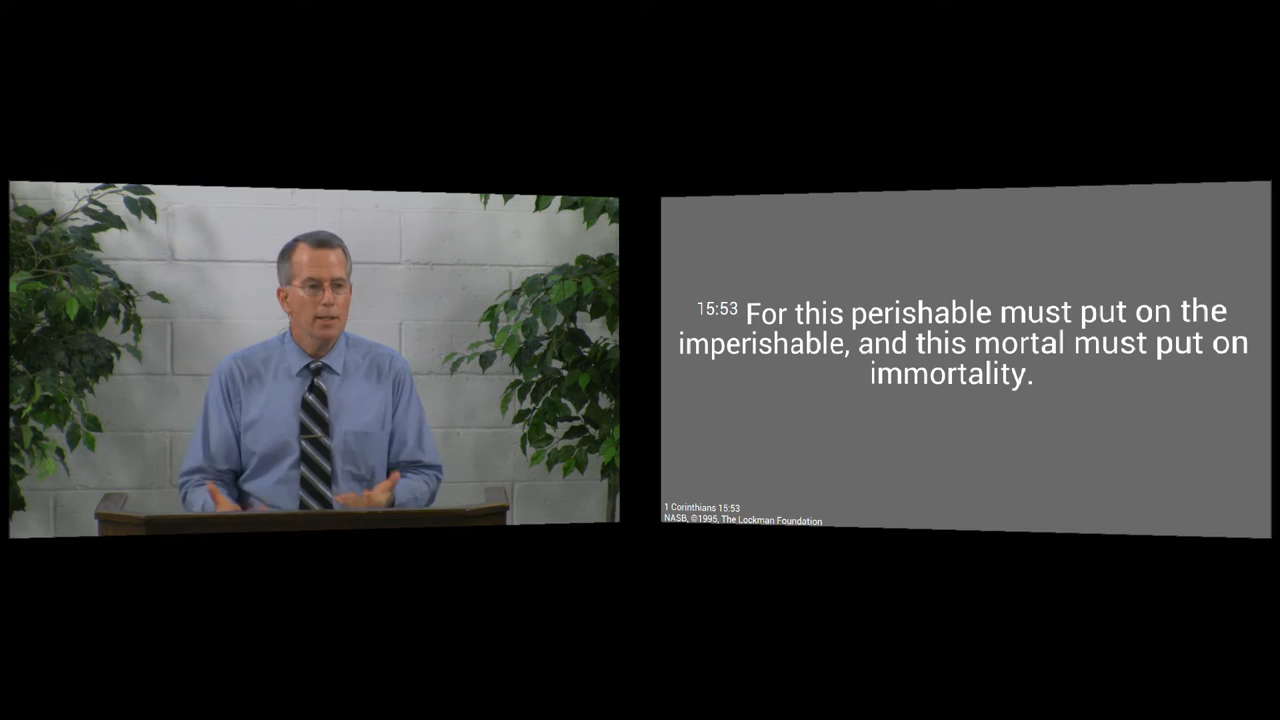 15:53 For this perishable must put on the
imperishable, and this mortal must put on
immortality.
1 Corinthians 15:53
NASB, ©1995, The Lockman Foundation